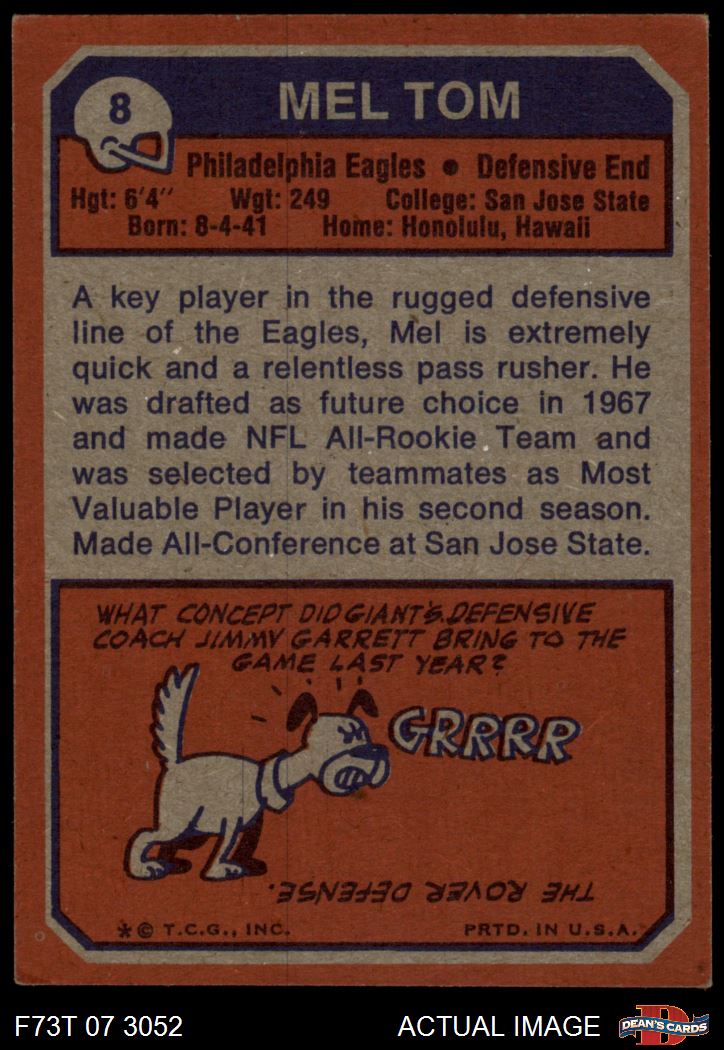 8
MEL TOM
Philadelphia Eagles • Defensive End
Hgt: 6'4" Wgt: 249 College: San Jose State
Born: 8-4-41 Home: Honolulu, Hawaii
A key player in the rugged defensive
line of the Eagles, Mel is extremely
quick and a relentless pass rusher. He
was drafted as future choice in 1967
and made NFL All-Rookie Team and
was selected by teammates as Most
Valuable Player in his second season.
Made All-Conference at San Jose State.
WHAT CONCEPT DID GIANT'S DEFENSIVE
COACH JIMMY GARRETT BRING TO THE
GAME LAST YEAR?
GRRRR
THE ROVER DEFENSE.
*© T.C.G., INC. PRTD. IN U.S.A.
F73T 07 3052 ACTUAL IMAGE
D
DEAN'S CARDS